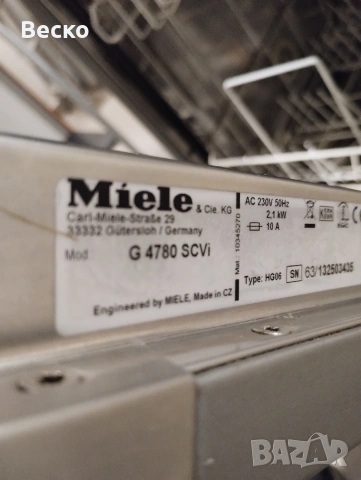 Беско
Miele & Cie. KG
Carl-Miele-Straße 29
33332 Gütersloh / Germany
Mod G 4780 SCVi
Engineered by MIELE, Made in CZ
Mat 10345270
AC 230V 50Hz
2,1 kW
10 A
Type: HG06 SN 63/132503435
BAZAR